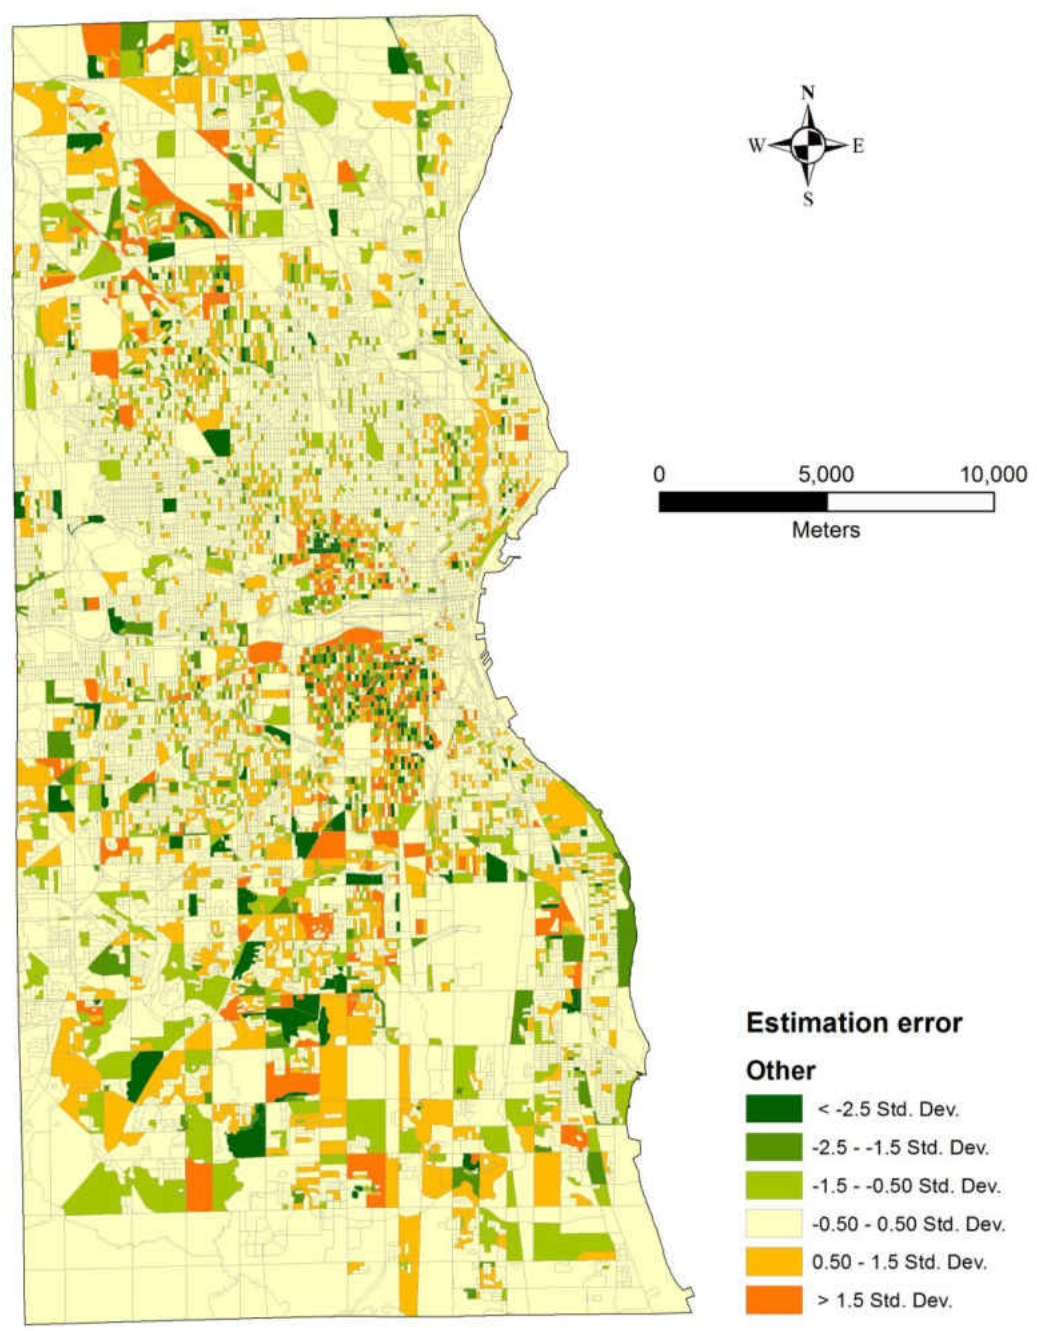 N
W E
S
0 5,000 10,000
Meters
Estimation error
Other
< -2.5 Std. Dev.
-2.5 - -1.5 Std. Dev.
-1.5 - -0.50 Std. Dev.
-0.50 - 0.50 Std. Dev.
0.50 - 1.5 Std. Dev.
> 1.5 Std. Dev.